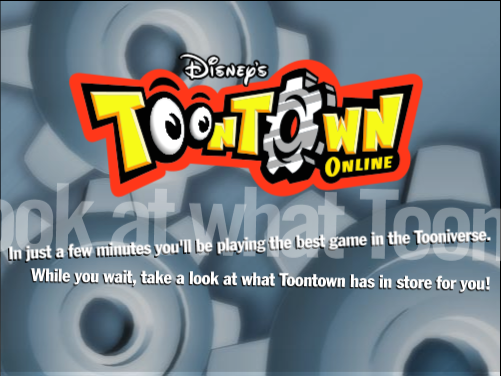 Disney's
TOONTOWN
ONLINE
ook at what Toon
In just a few minutes you'll be playing the best game in the Tooniverse.
While you wait, take a look at what Toontown has in store for you!